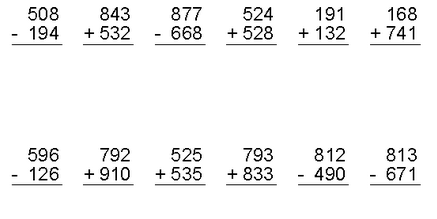 508 843 877 524 191 168
- 194 + 532 - 668 + 528 + 132 + 741
596 792 525 793 812 813
- 126 + 910 + 535 + 833 - 490 - 671